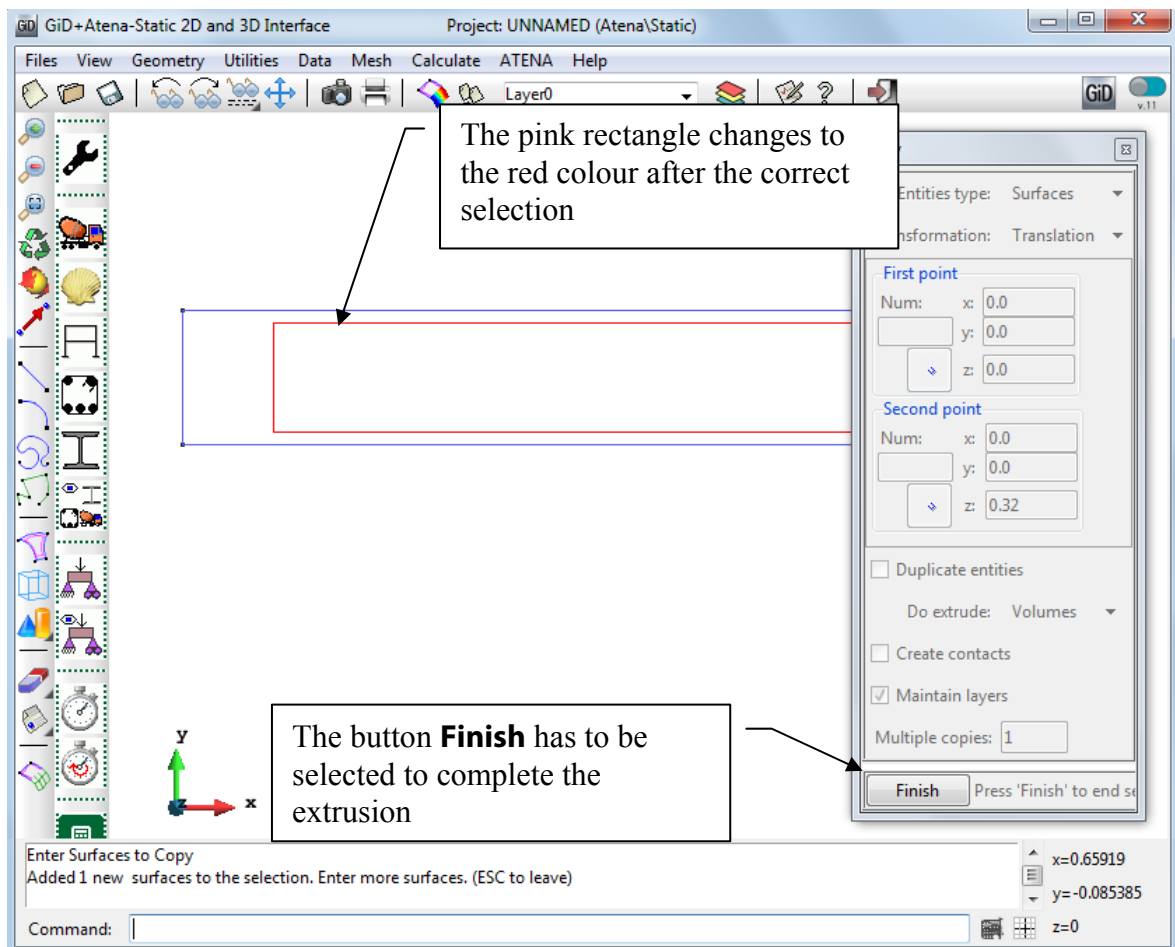 GiD GiD+Atena-Static 2D and 3D Interface Project: UNNAMED (Atena\Static)
Files View Geometry Utilities Data Mesh Calculate ATENA Help
Layer0 GiD
v.11
The pink rectangle changes to
the red colour after the correct
selection
Entities type: Surfaces
nsformation: Translation
First point
Num: x: 0.0
y: 0.0
z: 0.0
Second point
Num: x: 0.0
y: 0.0
z: 0.32
Duplicate entities
Do extrude: Volumes
Create contacts
Maintain layers
Multiple copies: 1
Finish Press 'Finish' to end se
The button Finish has to be
selected to complete the
extrusion
y
z x
Enter Surfaces to Copy
Added 1 new surfaces to the selection. Enter more surfaces. (ESC to leave)
Command:
x=0.65919
y=-0.085385
z=0